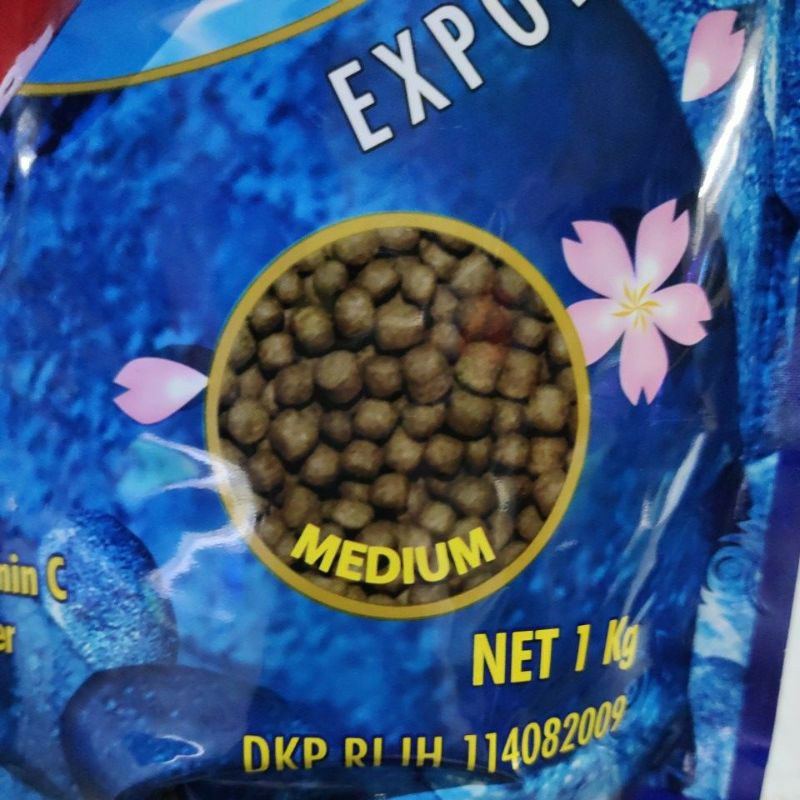 EXPO
MEDIUM
min C
er
NET 1 Kg
DKP RI IH 114082009